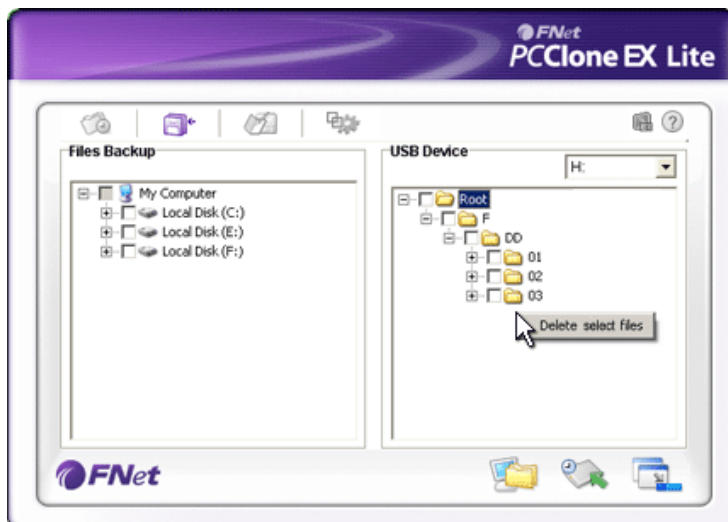 FNet
PCClone EX Lite
Files Backup
My Computer
Local Disk (C:)
Local Disk (E:)
Local Disk (F:)
USB Device
H:
Root
F
DD
01
02
03
Delete select files
FNet